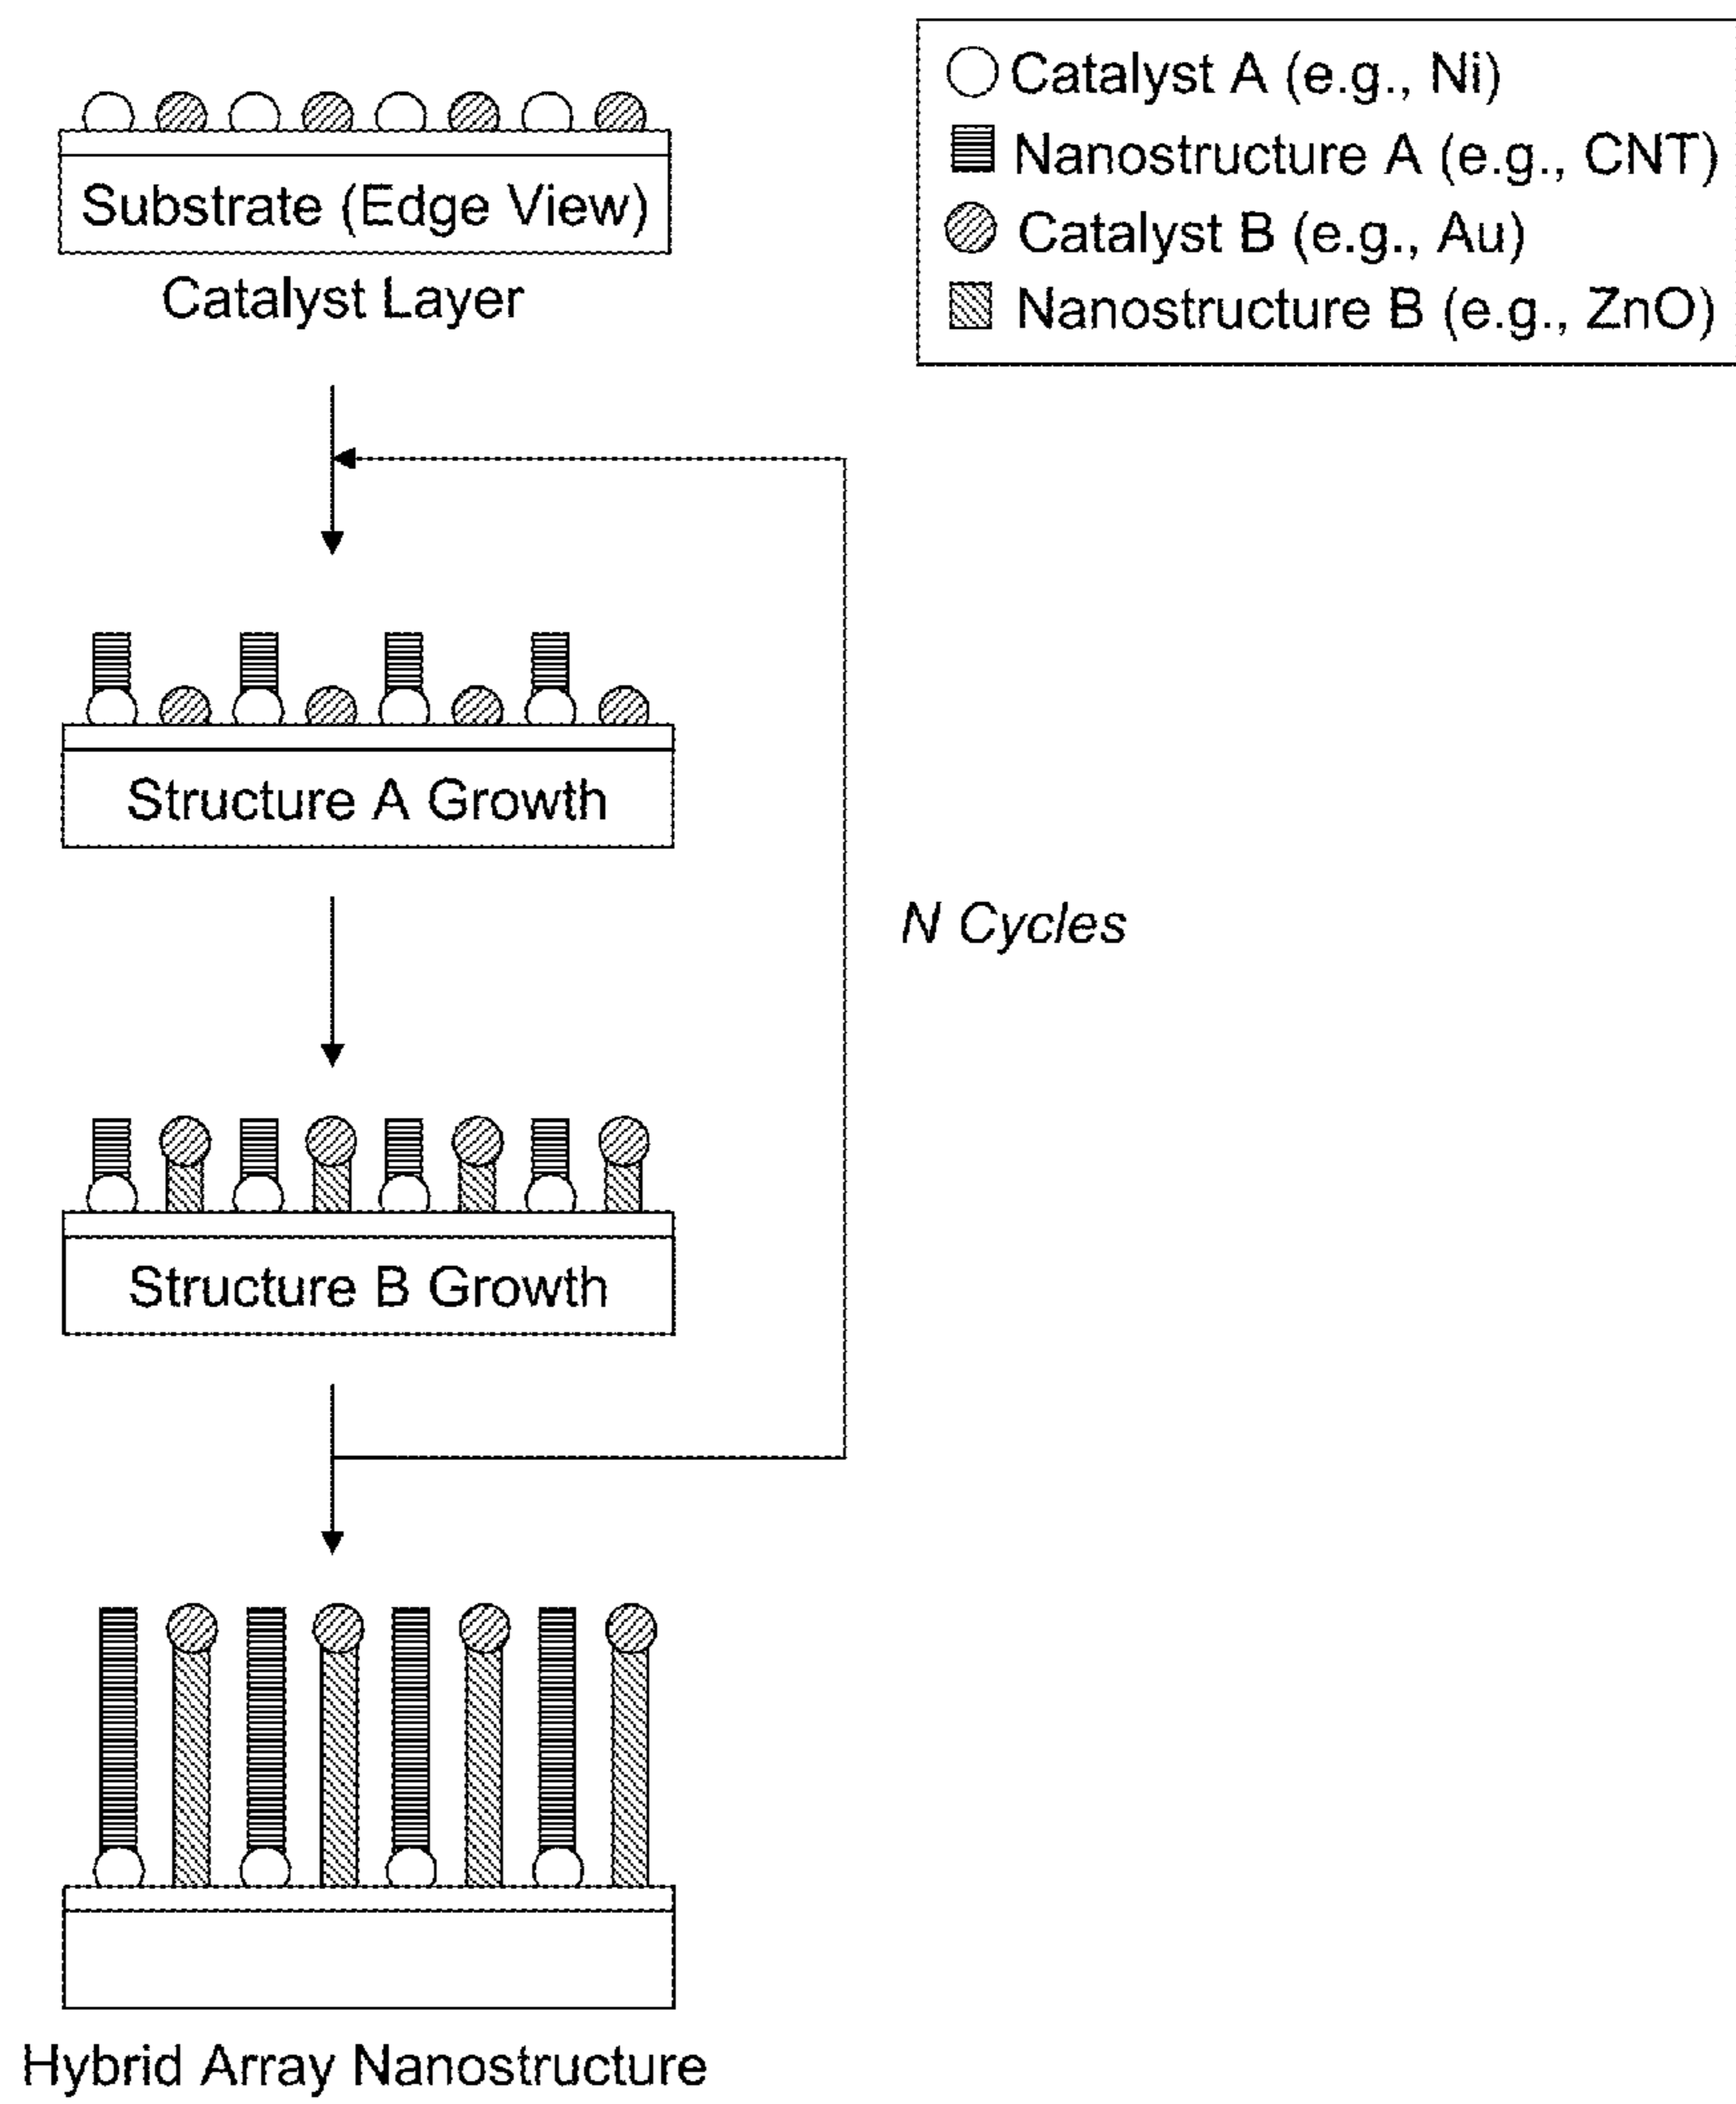 Catalyst A (e.g., Ni)
Nanostructure A (e.g., CNT)
Catalyst B (e.g., Au)
Nanostructure B (e.g., ZnO)
Substrate (Edge View)
Catalyst Layer
Structure A Growth
N Cycles
Structure B Growth
Hybrid Array Nanostructure